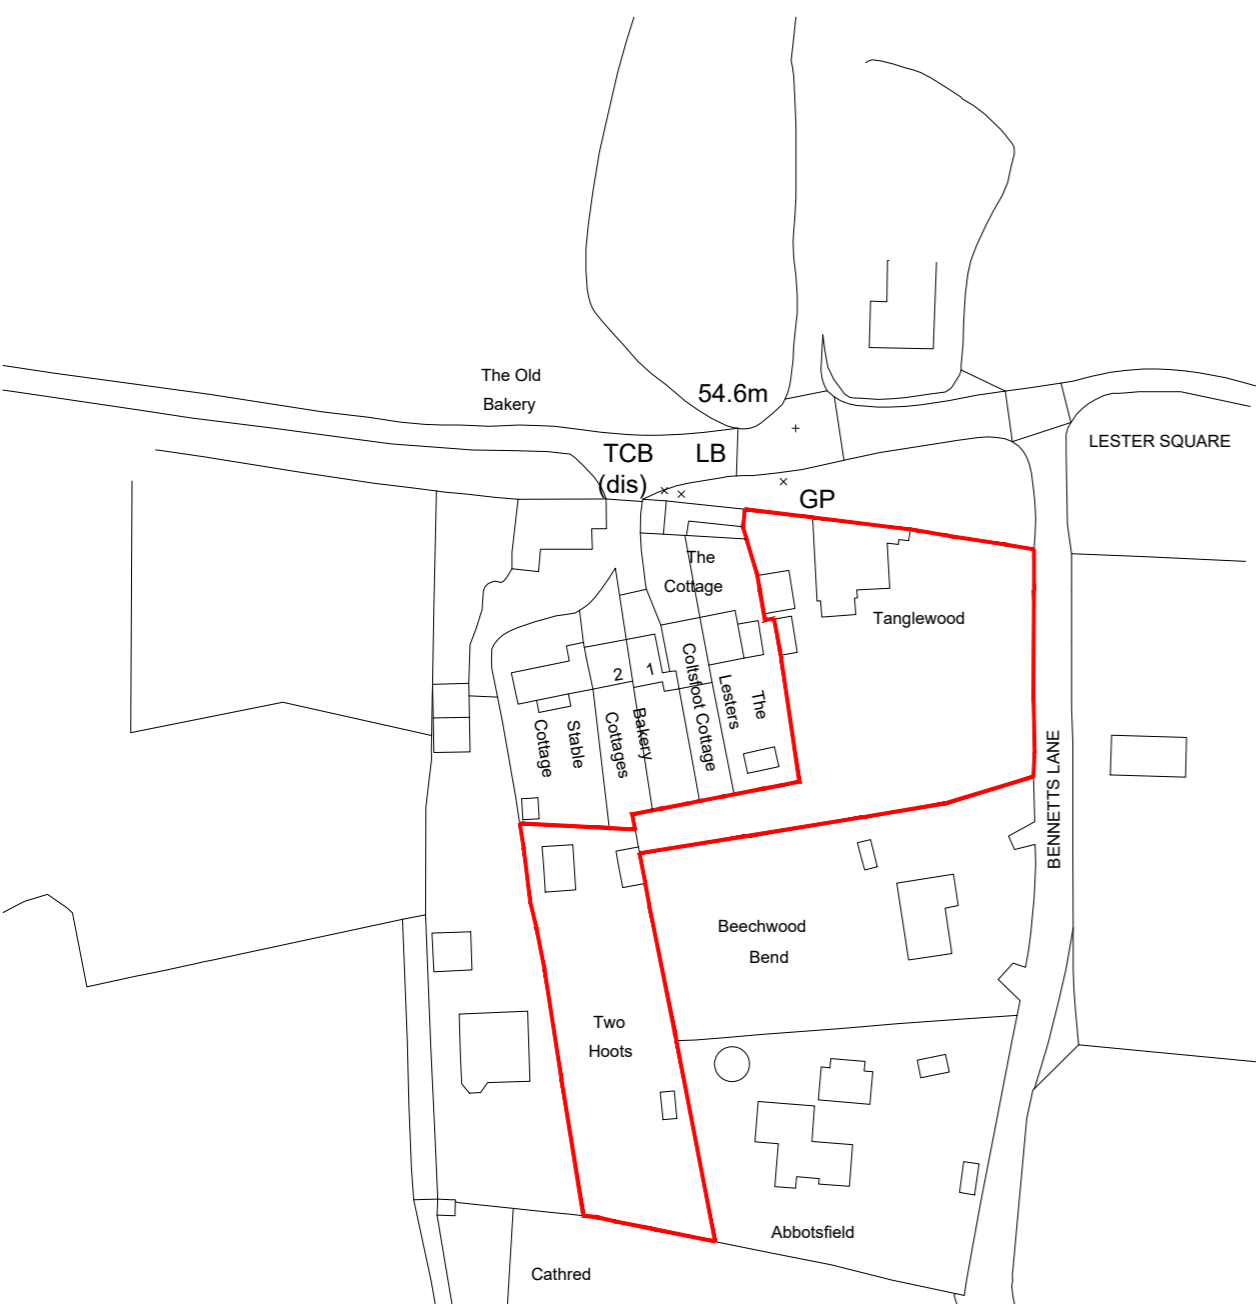 The Old
Bakery
54.6m
LESTER SQUARE
TCB
(dis)
LB
GP
The
Cottage
Tanglewood
2
1
Coltsfoot Cottage
The
Lesters
Bakery
Cottages
Stable
Cottage
BENNETTS LANE
Beechwood
Bend
Two
Hoots
Abbotsfield
Cathred